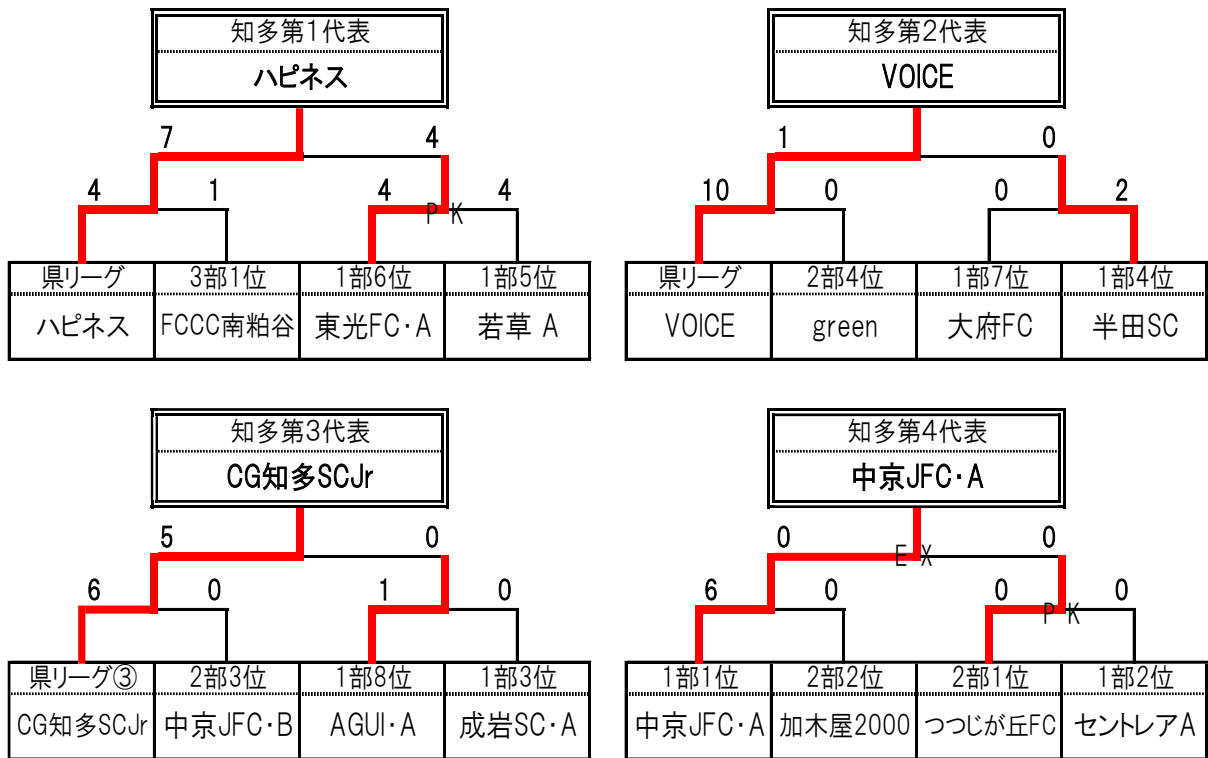 知多第1代表
ハピネス
7 4
4 1 4 4
P K
県リーグ 3部1位 1部6位 1部5位
ハピネス FCCC南粕谷 東光FC・A 若草 A
知多第2代表
VOICE
1 0
10 0 0 2
県リーグ 2部4位 1部7位 1部4位
VOICE green 大府FC 半田SC
知多第3代表
CG知多SCJr
5 0
6 0 1 0
県リーグ③ 2部3位 1部8位 1部3位
CG知多SCJr 中京JFC・B AGUI・A 成岩SC・A
知多第4代表
中京JFC・A
0 0
E X
6 0 0 0
P K
1部1位 2部2位 2部1位 1部2位
中京JFC・A 加木屋2000 つつじが丘FC セントレアA